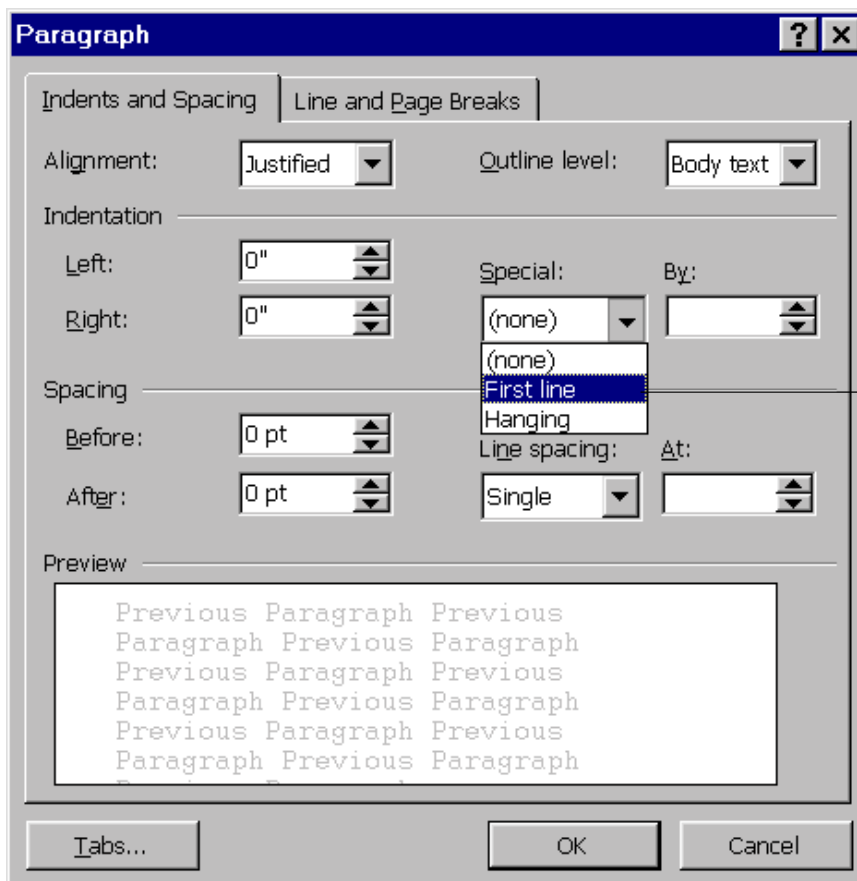 Paragraph
Indents and Spacing Line and Page Breaks
Alignment: Justified Outline level: Body text
Indentation
Left: 0"
Special: By:
Right: 0" (none)
(none)
First line
Spacing
Hanging
Before: 0 pt
Line spacing: At:
After: 0 pt Single
Preview
Previous Paragraph Previous
Paragraph Previous Paragraph
Previous Paragraph Previous
Paragraph Previous Paragraph
Previous Paragraph Previous
Paragraph Previous Paragraph
Tabs... OK Cancel